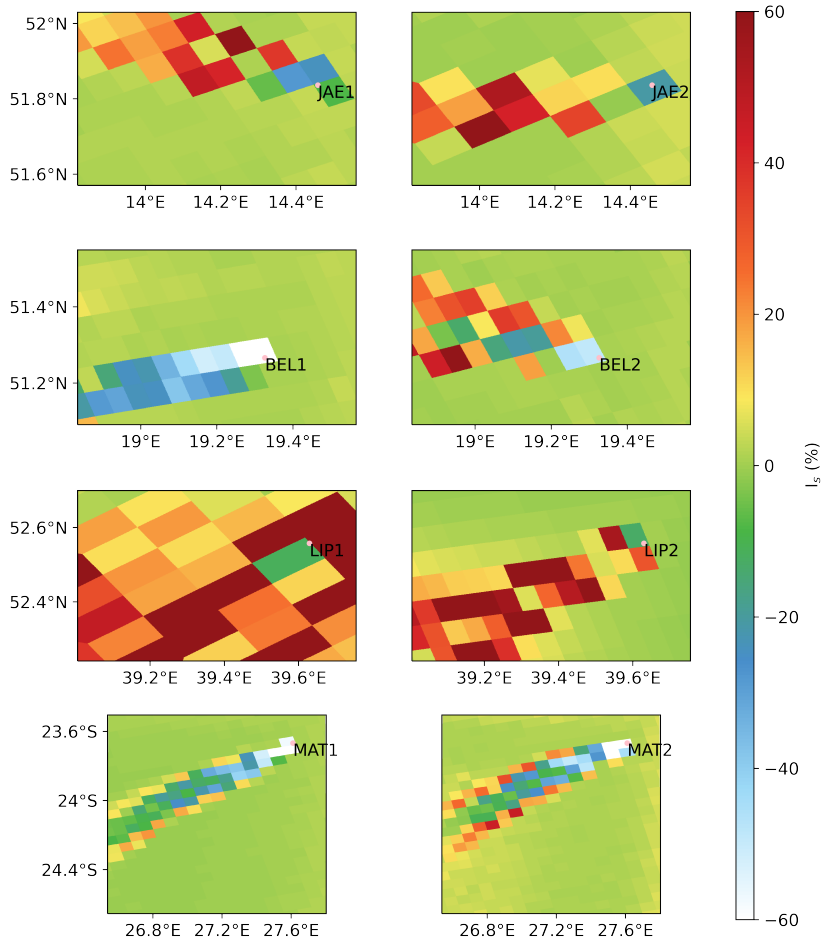 52°N
51.8°N
51.6°N
JAE1
JAE2
14°E 14.2°E 14.4°E
14°E 14.2°E 14.4°E
51.4°N
51.2°N
BEL1
BEL2
19°E 19.2°E 19.4°E
19°E 19.2°E 19.4°E
52.6°N
52.4°N
LIP1
LIP2
39.2°E 39.4°E 39.6°E
39.2°E 39.4°E 39.6°E
23.6°S
24°S
24.4°S
MAT1
MAT2
26.8°E 27.2°E 27.6°E
26.8°E 27.2°E 27.6°E
60
40
20
0
−20
−40
−60
Is (%)